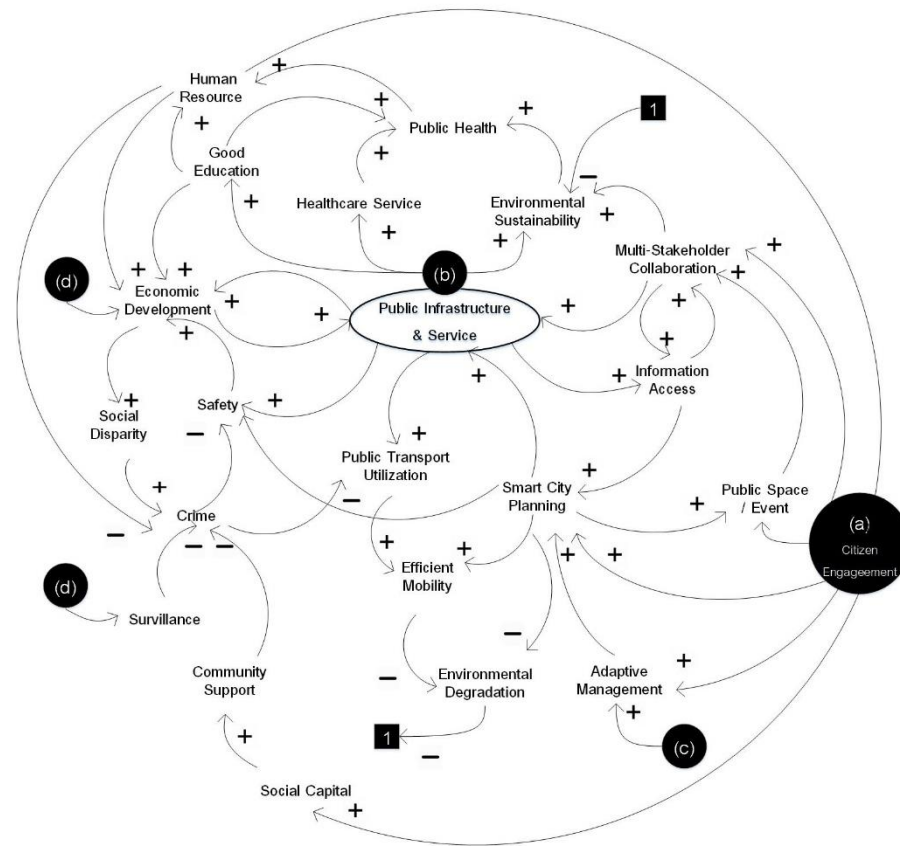 Human
Resource
+
+
+
+
Public Health
1
Good
Education
+
+
−
Healthcare Service
Environmental
Sustainability
+
+
+
+
Multi-Stakeholder
Collaboration
+
+
(d)
+
+
(b)
Economic
Development
+
+
+
Public Infrastructure
& Service
+
+
+
+
+
Information
Access
+
Social
Disparity
Safety
−
+
+
Public Transport
Utilization
+
Smart City
Planning
+
Public Space
/ Event
+
−
−
Crime
− −
+
+
+
+
(a)
Citizen
Engageement
Efficient
Mobility
(d)
Survillance
−
Community
Support
−
Environmental
Degradation
Adaptive
Management
+
+
1
−
(c)
+
Social Capital
+